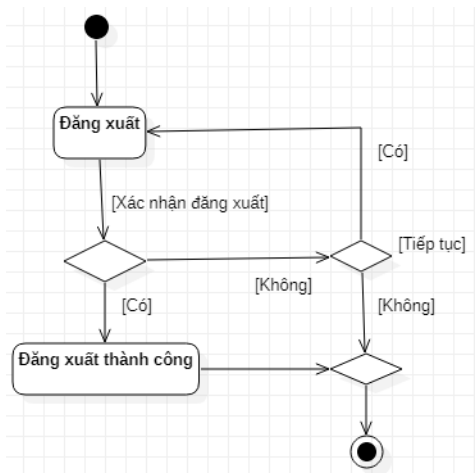 Đăng xuất
[Có]
[Xác nhận đăng xuất]
[Tiếp tục]
[Không]
[Có]
[Không]
Đăng xuất thành công